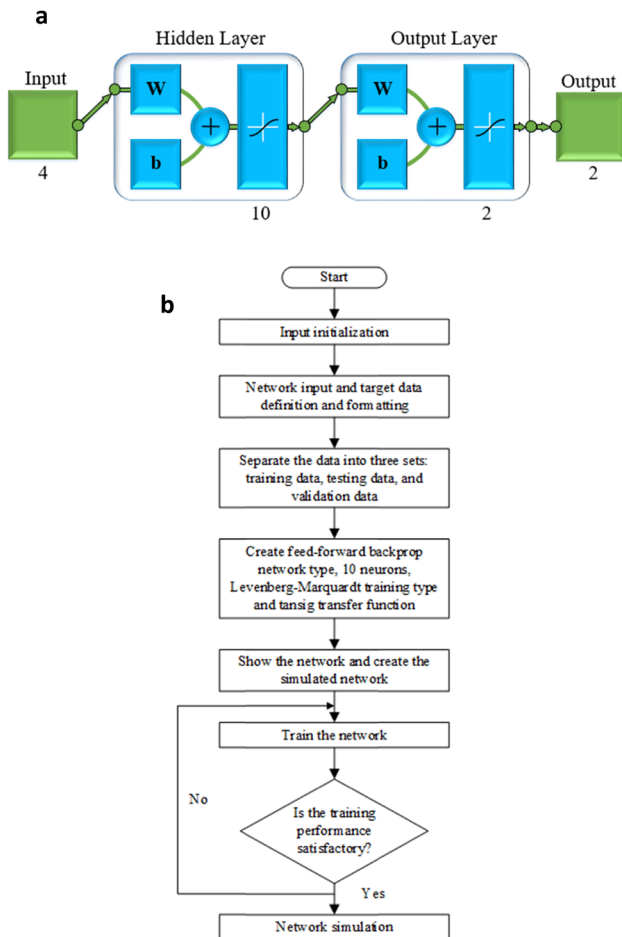 a
Hidden Layer
Output Layer
Input
W
b
+
W
b
+
Output
4
10
2
2
b
Start
Input initialization
Network input and target data
definition and formatting
Separate the data into three sets:
training data, testing data, and
validation data
Create feed-forward backprop
network type, 10 neurons,
Levenberg-Marquardt training type
and tansig transfer function
Show the network and create the
simulated network
Train the network
No
Is the training
performance
satisfactory?
Yes
Network simulation